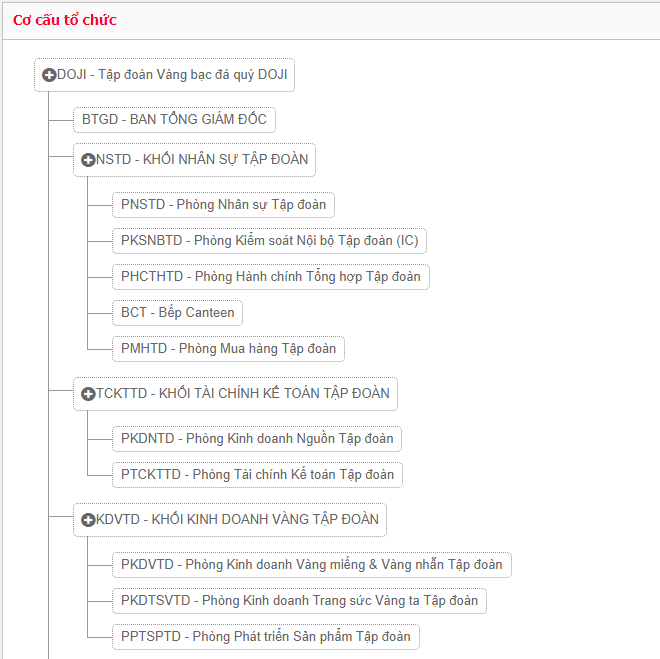 Cơ cấu tổ chức
DOJI - Tập đoàn Vàng bạc đá quý DOJI
BTGD - BAN TỔNG GIÁM ĐỐC
NSTD - KHỐI NHÂN SỰ TẬP ĐOÀN
PNSTD - Phòng Nhân sự Tập đoàn
PKSNBTD - Phòng Kiểm soát Nội bộ Tập đoàn (IC)
PHCTHTD - Phòng Hành chính Tổng hợp Tập đoàn
BCT - Bếp Canteen
PMHTD - Phòng Mua hàng Tập đoàn
TCKTTD - KHỐI TÀI CHÍNH KẾ TOÁN TẬP ĐOÀN
PKDNTD - Phòng Kinh doanh Nguồn Tập đoàn
PTCKTTD - Phòng Tài chính Kế toán Tập đoàn
KDVTD - KHỐI KINH DOANH VÀNG TẬP ĐOÀN
PKDVTD - Phòng Kinh doanh Vàng miếng & Vàng nhẫn Tập đoàn
PKDTSVTD - Phòng Kinh doanh Trang sức Vàng ta Tập đoàn
PPTSPTD - Phòng Phát triển Sản phẩm Tập đoàn